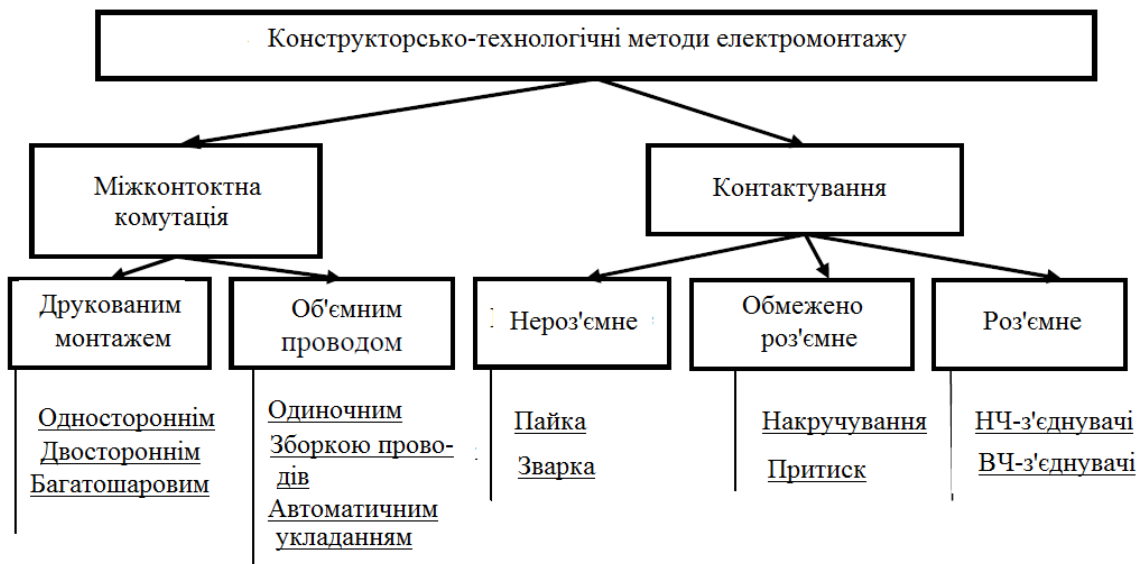 Конструкторсько-технологічні методи електромонтажу
Міжконтоктна
комутація
Контактування
Друкованим
монтажем
Об'ємним
проводом
Нероз'ємне
Обмежено
роз'ємне
Роз'ємне
Одностороннім
Двостороннім
Багатошаровим
Одиночним
Зборкою прово-
дів
Автоматичним
укладанням
Пайка
Зварка
Накручування
Притиск
НЧ-з'єднувачі
ВЧ-з'єднувачі